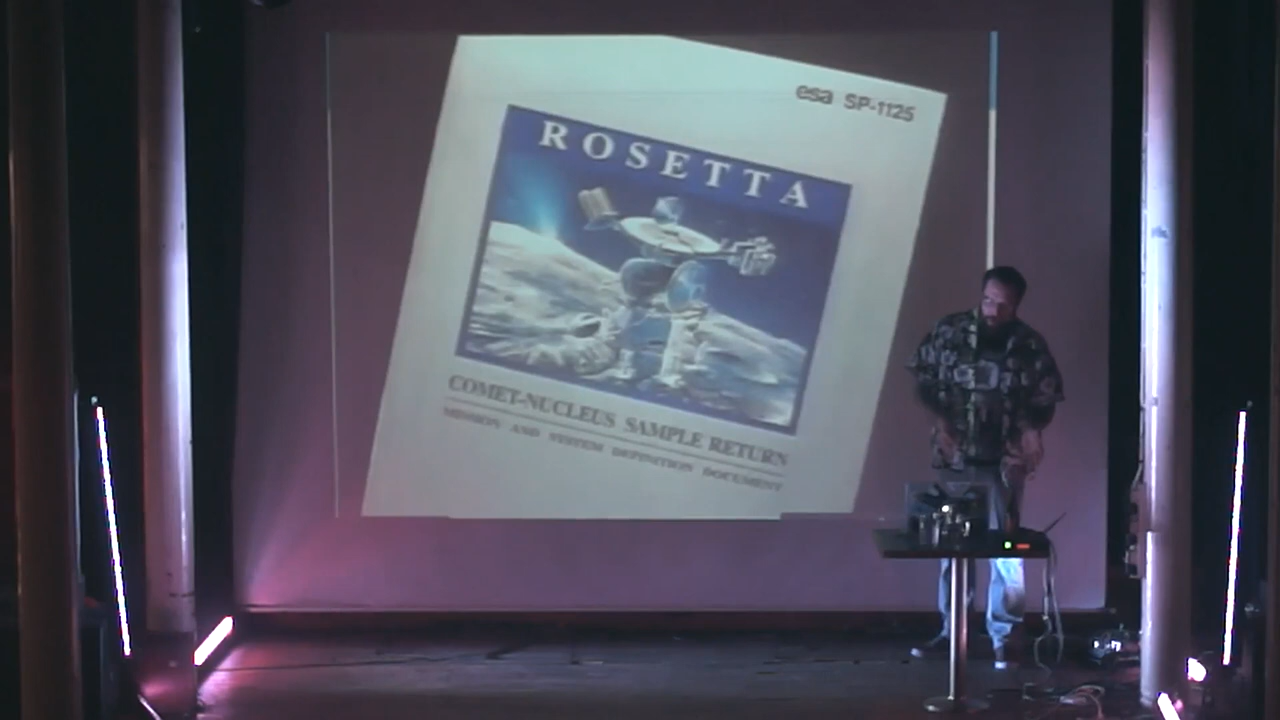 esa SP-1125
ROSETTA
COMET-NUCLEUS SAMPLE RETURN
MISSION AND SYSTEM DEFINITION DOCUMENT